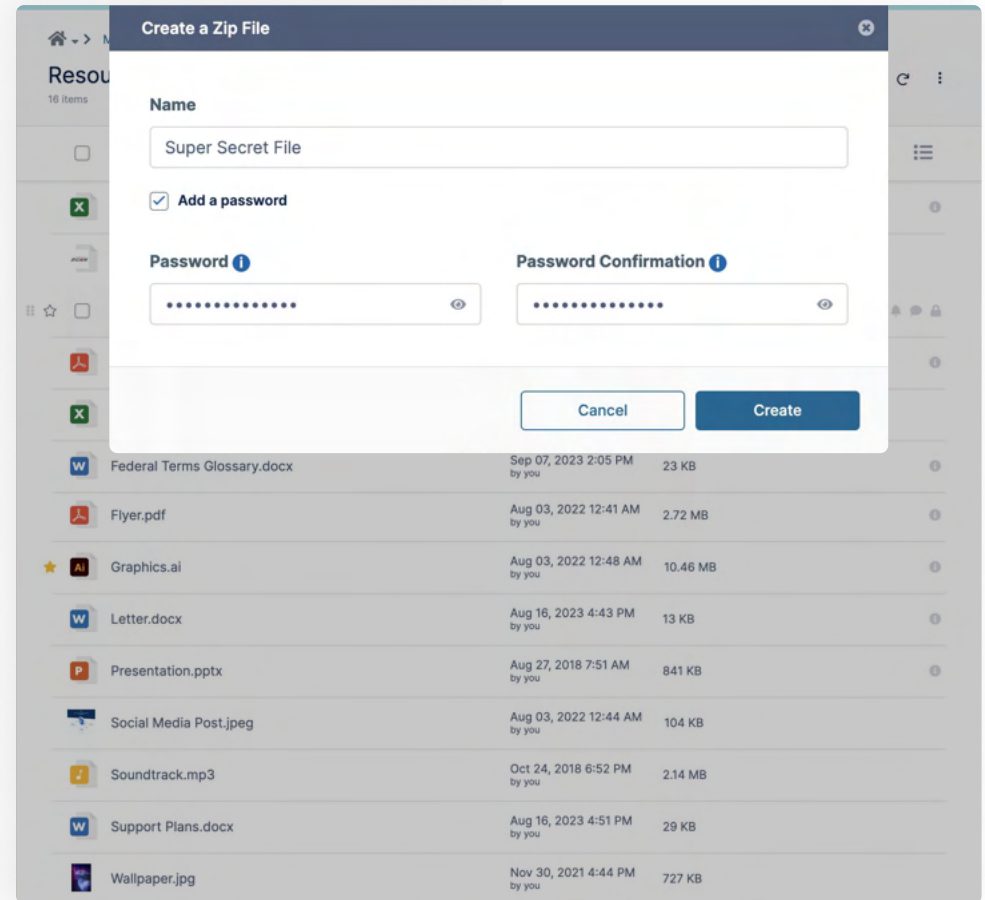 Create a Zip File
Resou
16 items
Name
Super Secret File
Add a password
Password
Password Confirmation
Cancel
Create
Federal Terms Glossary.docx
Sep 07, 2023 2:05 PM
by you
23 KB
Flyer.pdf
Aug 03, 2022 12:41 AM
by you
2.72 MB
Graphics.ai
Aug 03, 2022 12:48 AM
by you
10.46 MB
Letter.docx
Aug 16, 2023 4:43 PM
by you
13 KB
Presentation.pptx
Aug 27, 2018 7:51 AM
by you
841 KB
Social Media Post.jpeg
Aug 03, 2022 12:44 AM
by you
104 KB
Soundtrack.mp3
Oct 24, 2018 6:52 PM
by you
2.14 MB
Support Plans.docx
Aug 16, 2023 4:51 PM
by you
29 KB
Wallpaper.jpg
Nov 30, 2021 4:44 PM
by you
727 KB